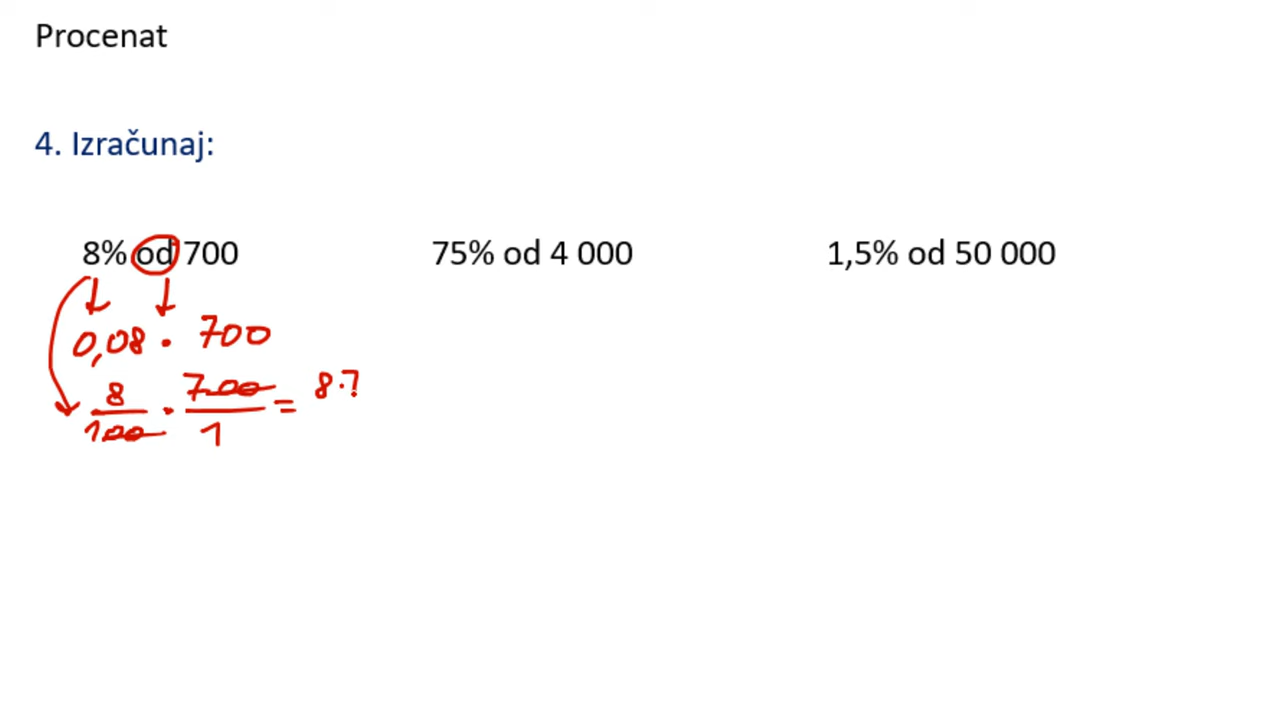 Procenat
4. Izračunaj:
8% od 700 75% od 4 000 1,5% od 50 000
0,08 · 700
8/100 · 700/1 = 8·7